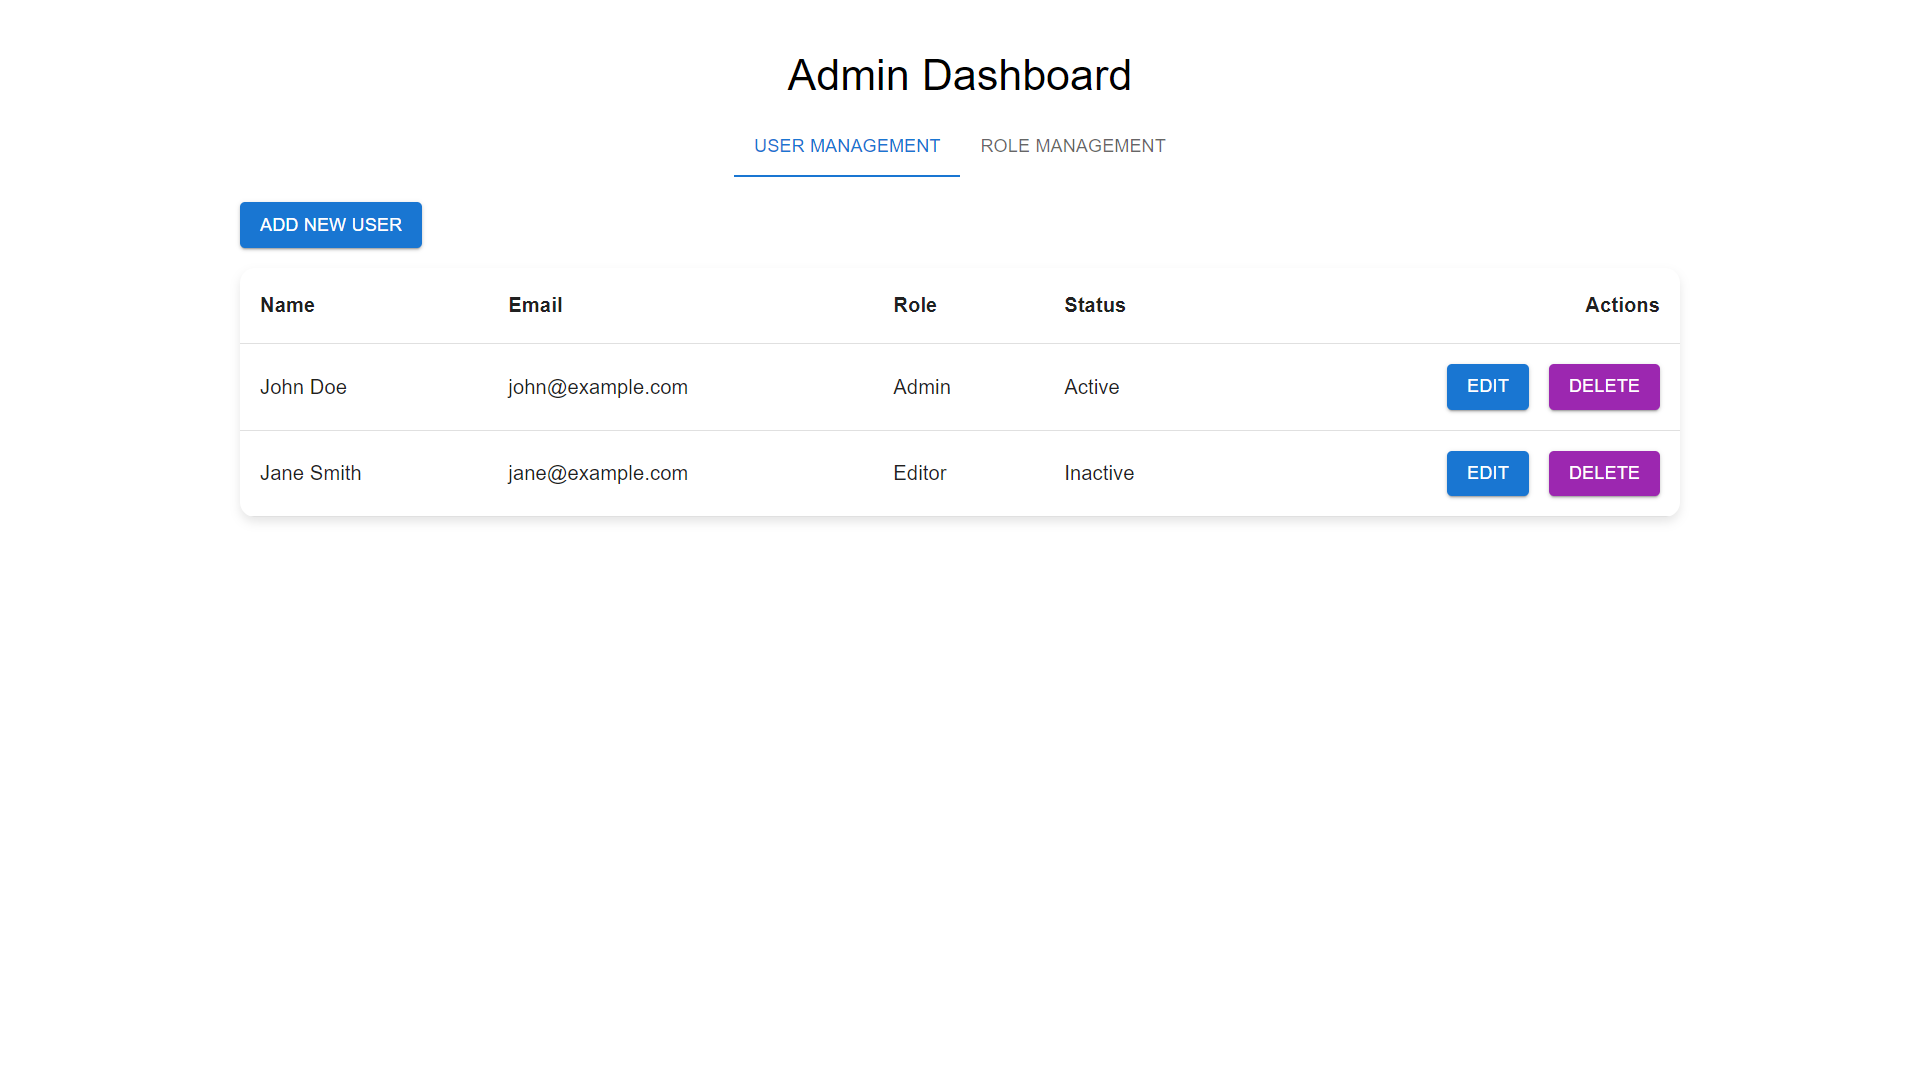 Admin Dashboard
USER MANAGEMENT ROLE MANAGEMENT
ADD NEW USER
Name Email Role Status Actions
John Doe john@example.com Admin Active EDIT DELETE
Jane Smith jane@example.com Editor Inactive EDIT DELETE